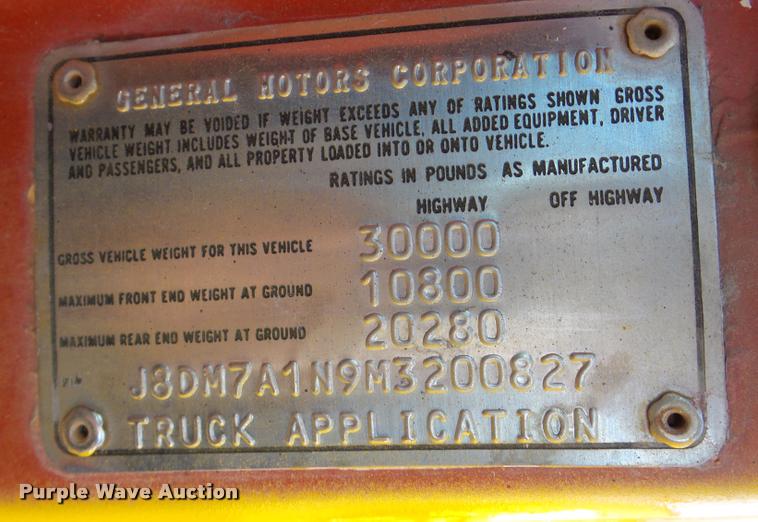 GENERAL MOTORS CORPORATION
WARRANTY MAY BE VOIDED IF WEIGHT EXCEEDS ANY OF RATINGS SHOWN GROSS
VEHICLE WEIGHT INCLUDES WEIGHT OF BASE VEHICLE, ALL ADDED EQUIPMENT, DRIVER
AND PASSENGERS, AND ALL PROPERTY LOADED INTO OR ONTO VEHICLE.
RATINGS IN POUNDS AS MANUFACTURED
HIGHWAY OFF HIGHWAY
GROSS VEHICLE WEIGHT FOR THIS VEHICLE 30000
MAXIMUM FRONT END WEIGHT AT GROUND 10800
MAXIMUM REAR END WEIGHT AT GROUND 20280
J8DM7A1N9M3200827
TRUCK APPLICATION
Purple Wave Auction